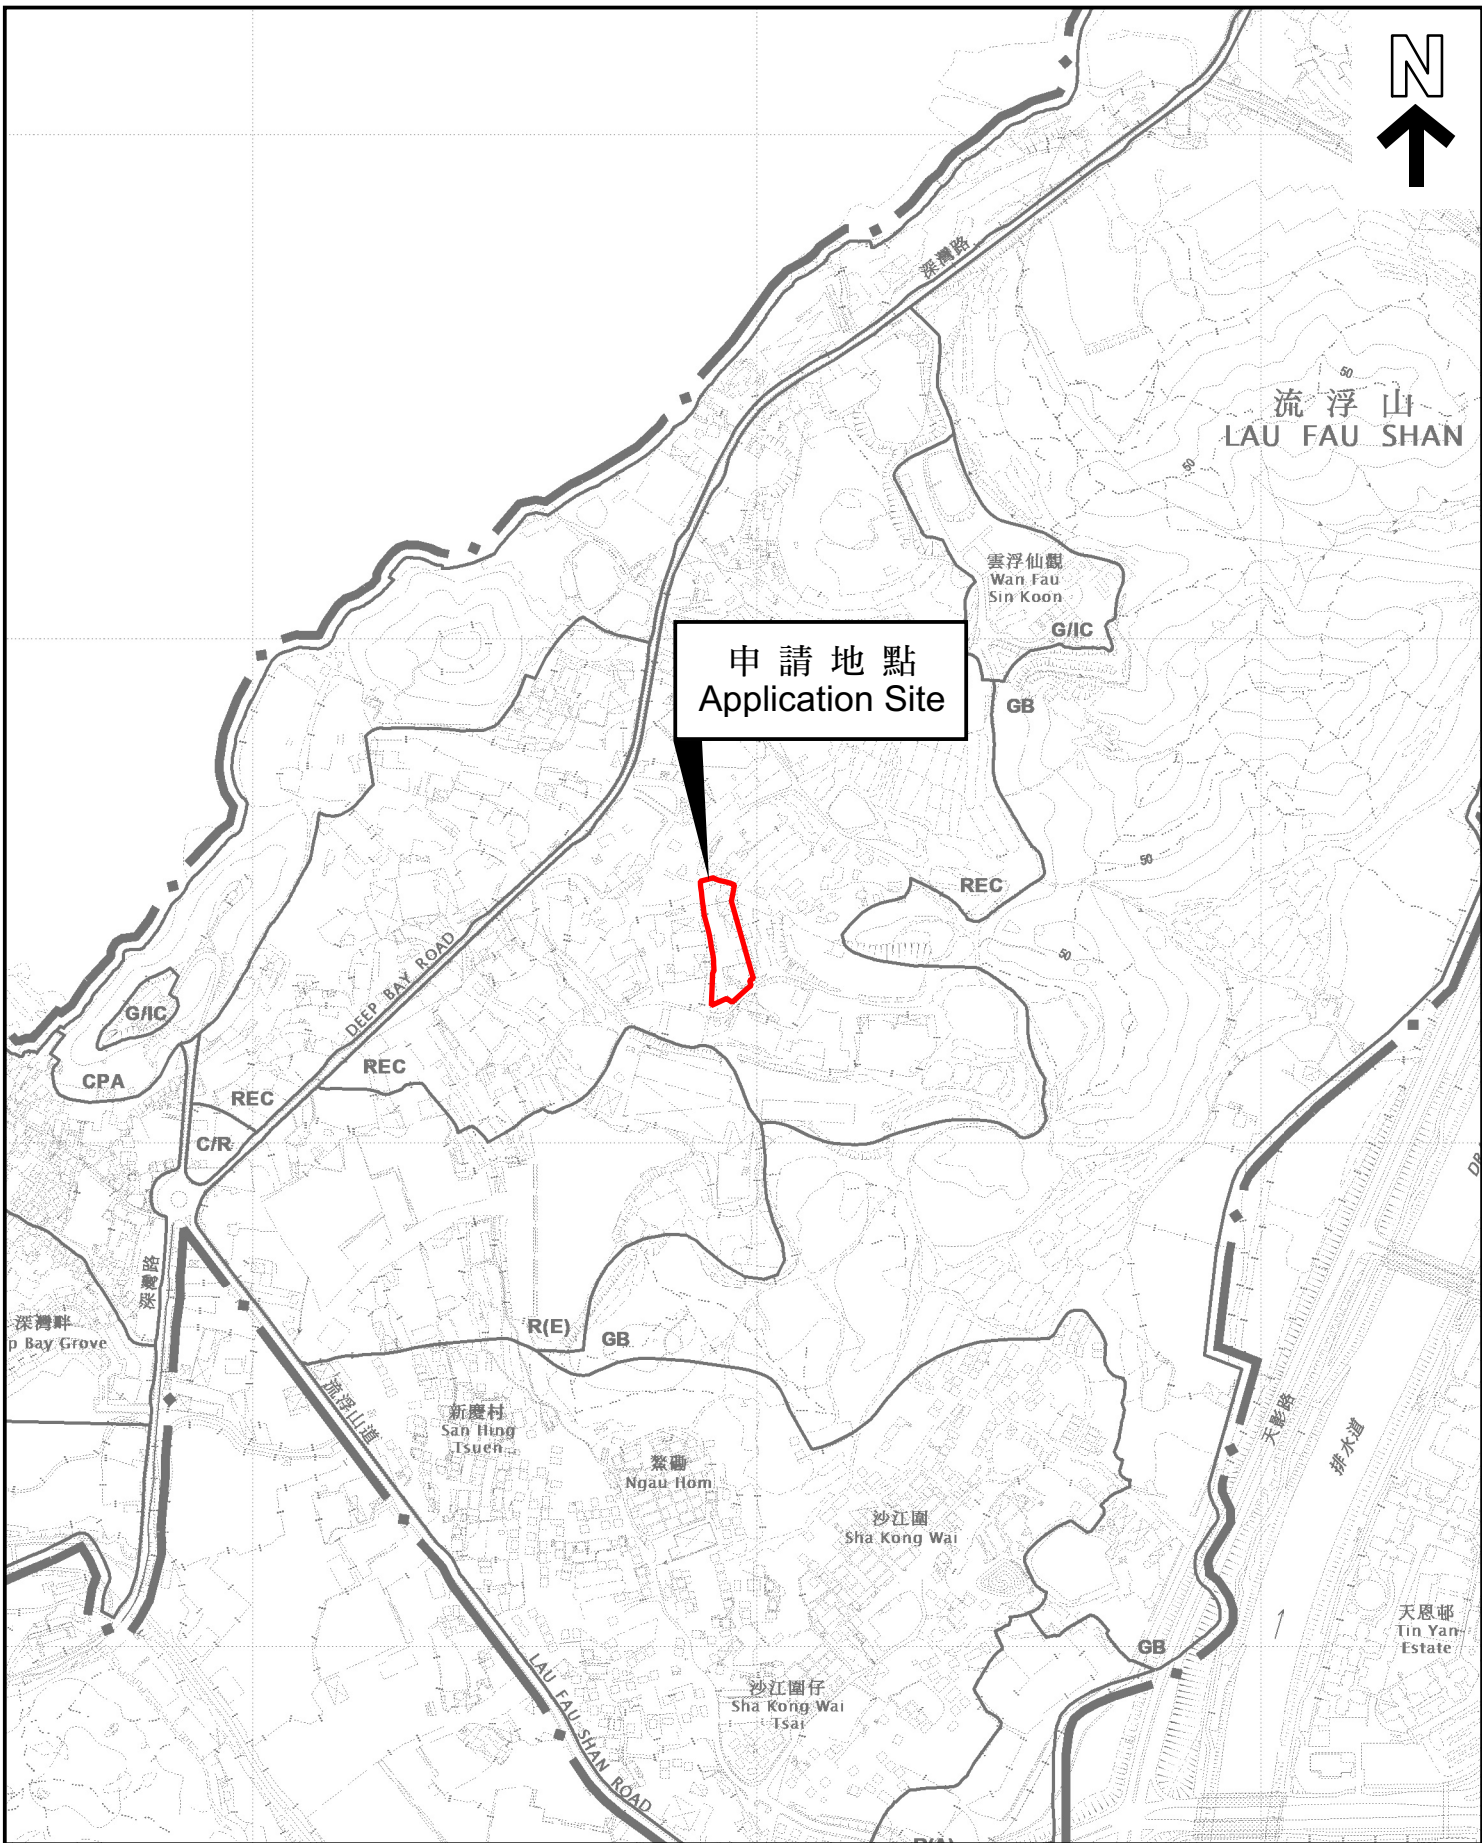 N
深灣路
50
流浮山
LAU FAU SHAN
50
雲浮仙觀
Wan Fau
Sin Koon
G/IC
申請地點
Application Site
GB
50
REC
50
DEEP BAY ROAD
G/IC
CPA
REC
REC
C/R
深灣路
深灣畔
p Bay Grove
R(E)
GB
流浮山道
新慶村
San Hing
Tsuen
鰲磡
Ngau Hom
沙江圍
Sha Kong Wai
天影路
排水道
天恩邨
Tin Yan
Estate
GB
沙江圍仔
Sha Kong Wai
Tsai
LAU FAU SHAN ROAD